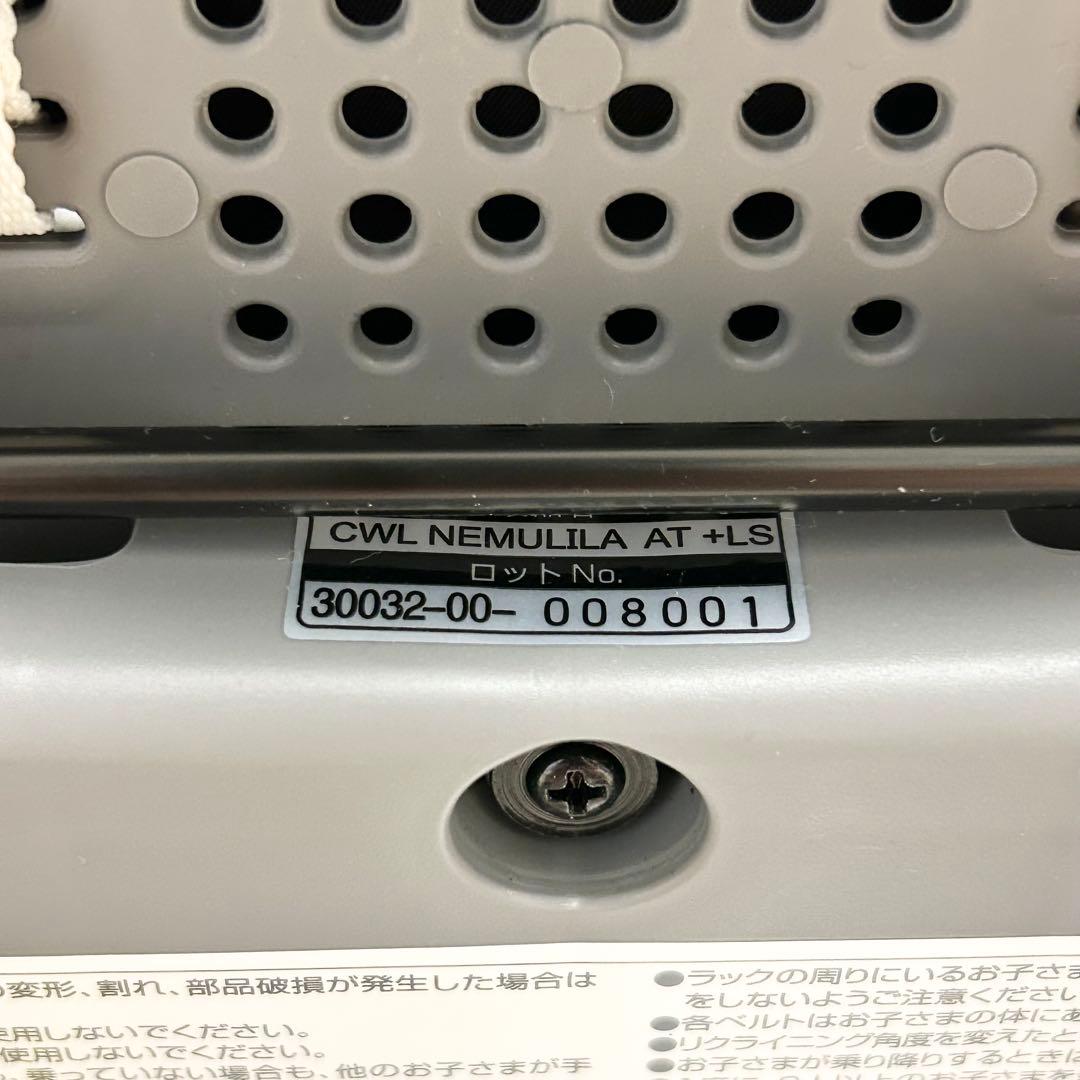 CWL NEMULILA AT +LS
ロットNo.
30032-00- 008001
変形、割れ、部品破損が発生した場合は
使用しないでください。
使用しないでください。
乗っていない場合も、他のお子さまが手
●ラックの周りにいるお子さま
をしないようご注意ください
●各ベルトはお子さまの体にあ
●リクライニング角度を変えたと
●お子さまが乗り降りするときは